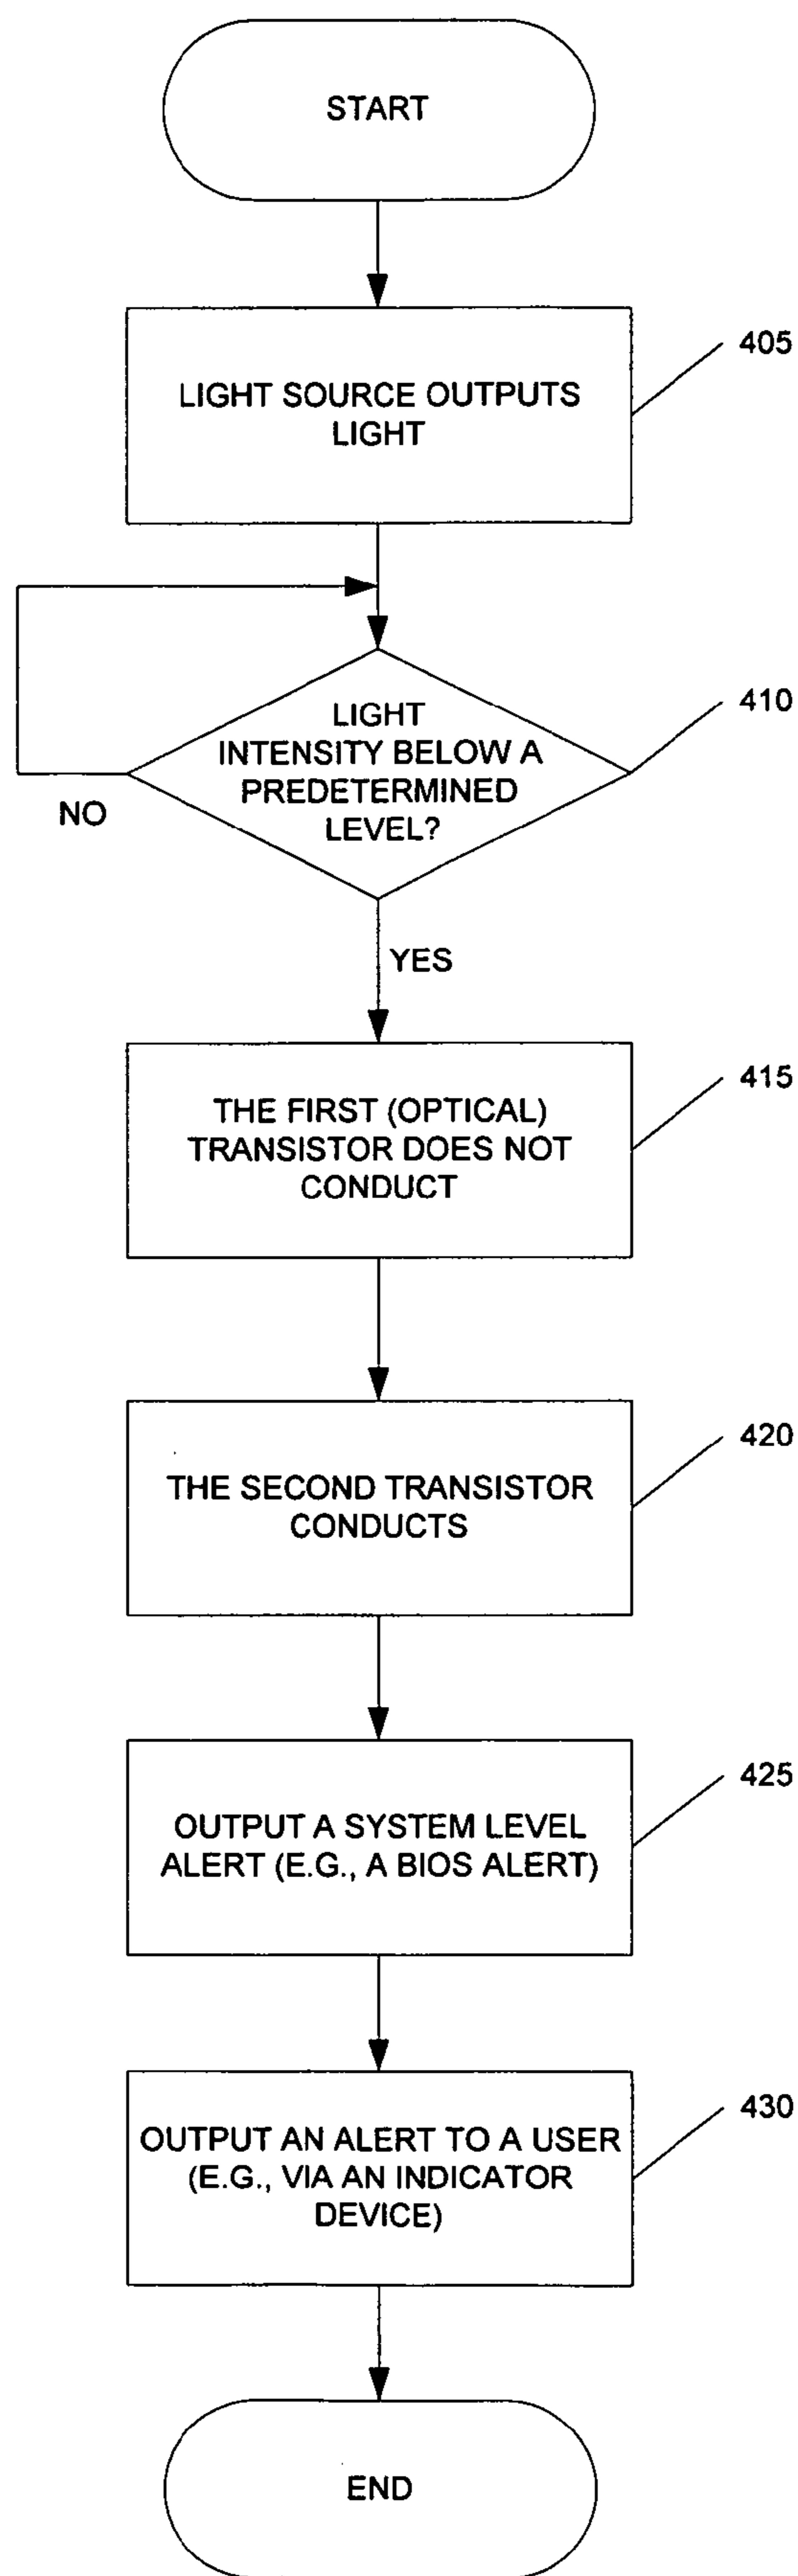 START
405
LIGHT SOURCE OUTPUTS
LIGHT
410
LIGHT
INTENSITY BELOW A
PREDETERMINED
LEVEL?
NO
YES
415
THE FIRST (OPTICAL)
TRANSISTOR DOES NOT
CONDUCT
420
THE SECOND TRANSISTOR
CONDUCTS
425
OUTPUT A SYSTEM LEVEL
ALERT (E.G., A BIOS ALERT)
430
OUTPUT AN ALERT TO A USER
(E.G., VIA AN INDICATOR
DEVICE)
END